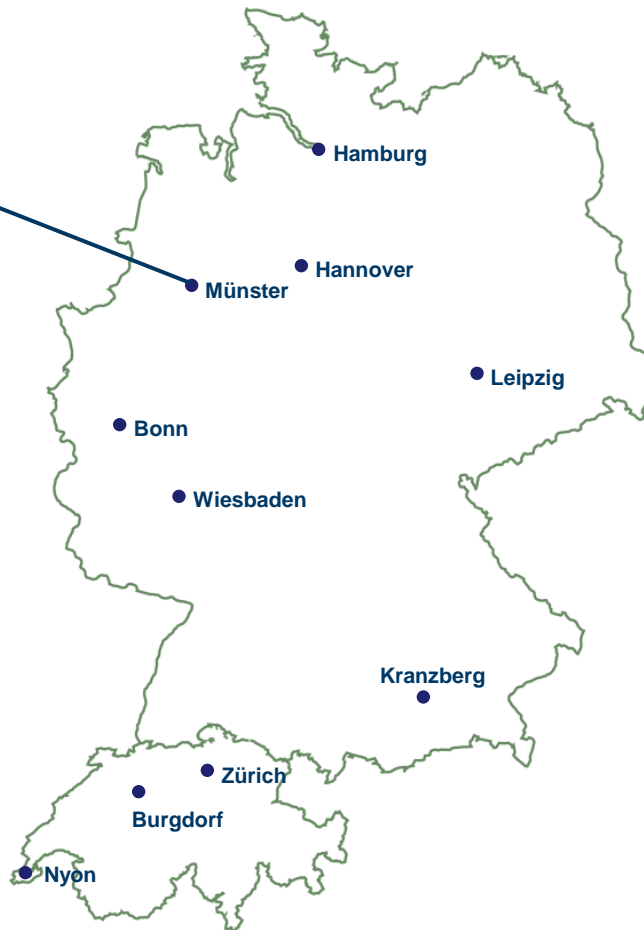 Hamburg
Hannover
Münster
Leipzig
Bonn
Wiesbaden
Kranzberg
Zürich
Burgdorf
Nyon